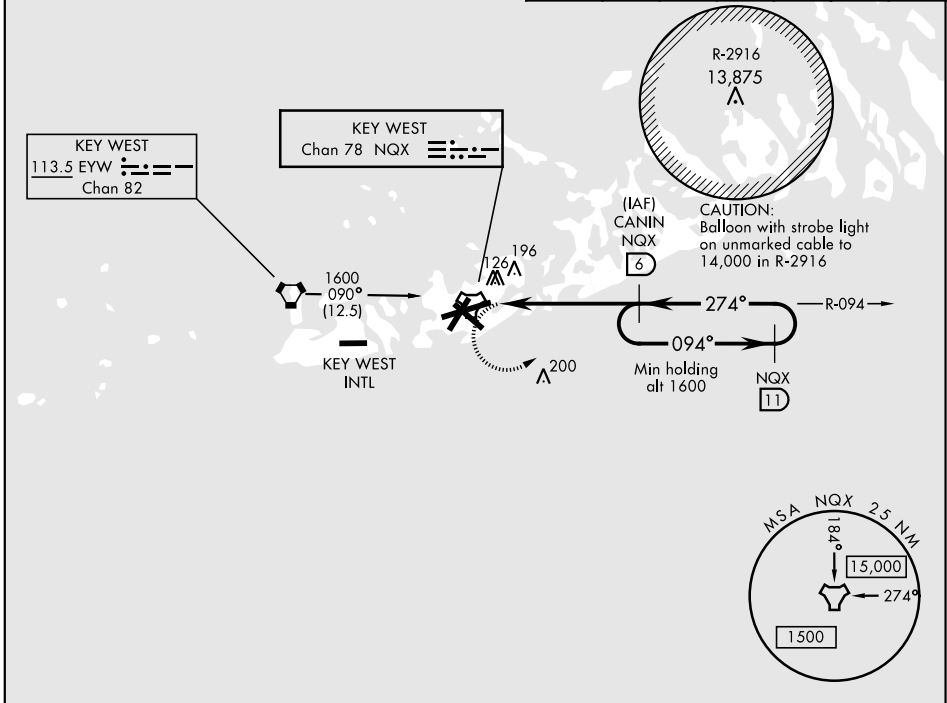 R-2916
13,875
KEY WEST
113.5 EYW
Chan 82
KEY WEST
Chan 78 NQX
(IAF)
CANIN
NQX
6
CAUTION:
Balloon with strobe light
on unmarked cable to
14,000 in R-2916
1600
090°
(12.5)
126
196
274°
R-094
094°
KEY WEST
INTL
200
Min holding
alt 1600
NQX
11
MSA NQX 25 NM
184°
15,000
274°
1500